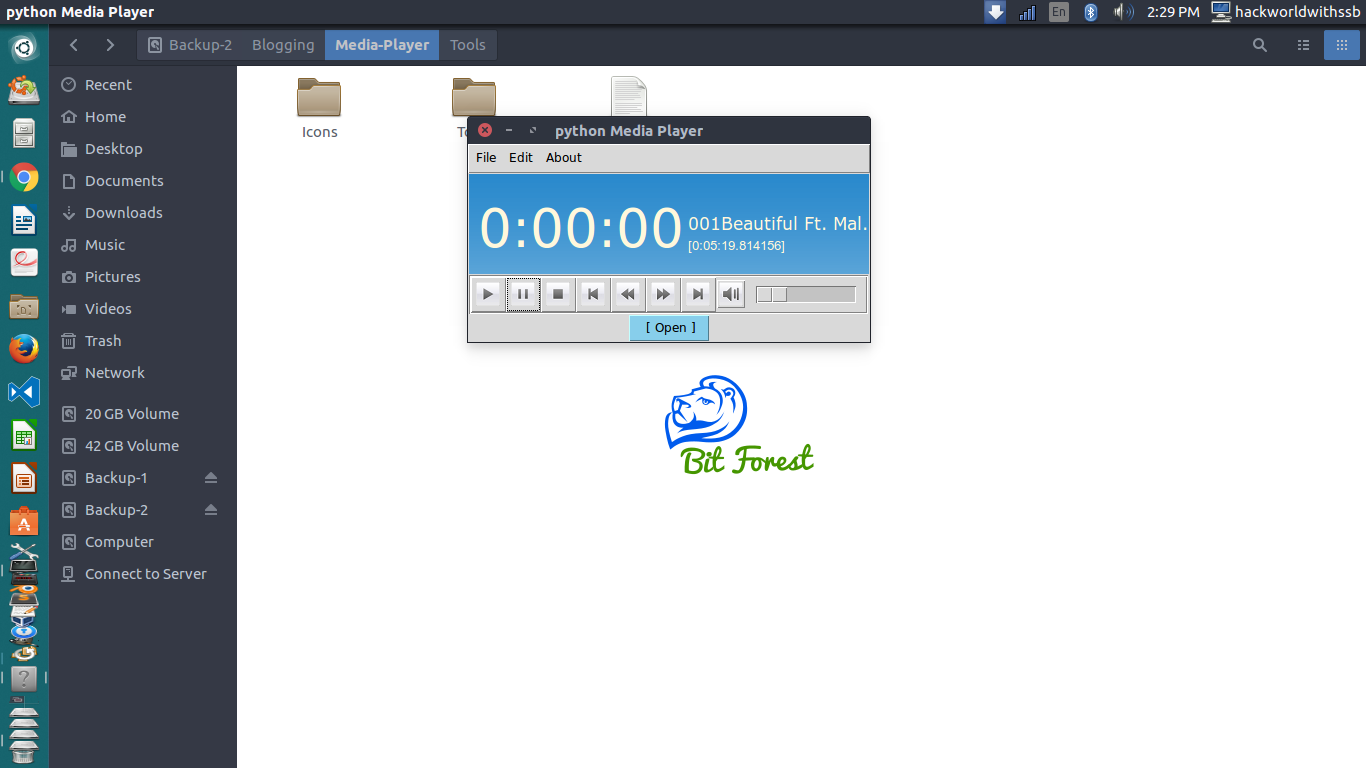 python Media Player
En
2:29 PM
hackworldwithssb
Backup-2
Blogging
Media-Player
Tools
Recent
Home
Desktop
Documents
Downloads
Music
Pictures
Videos
Trash
Network
20 GB Volume
42 GB Volume
Backup-1
Backup-2
Computer
Connect to Server
Icons
python Media Player
File Edit About
0:00:00
001Beautiful Ft. Mal.
[0:05:19.814156]
[ Open ]
Bit Forest